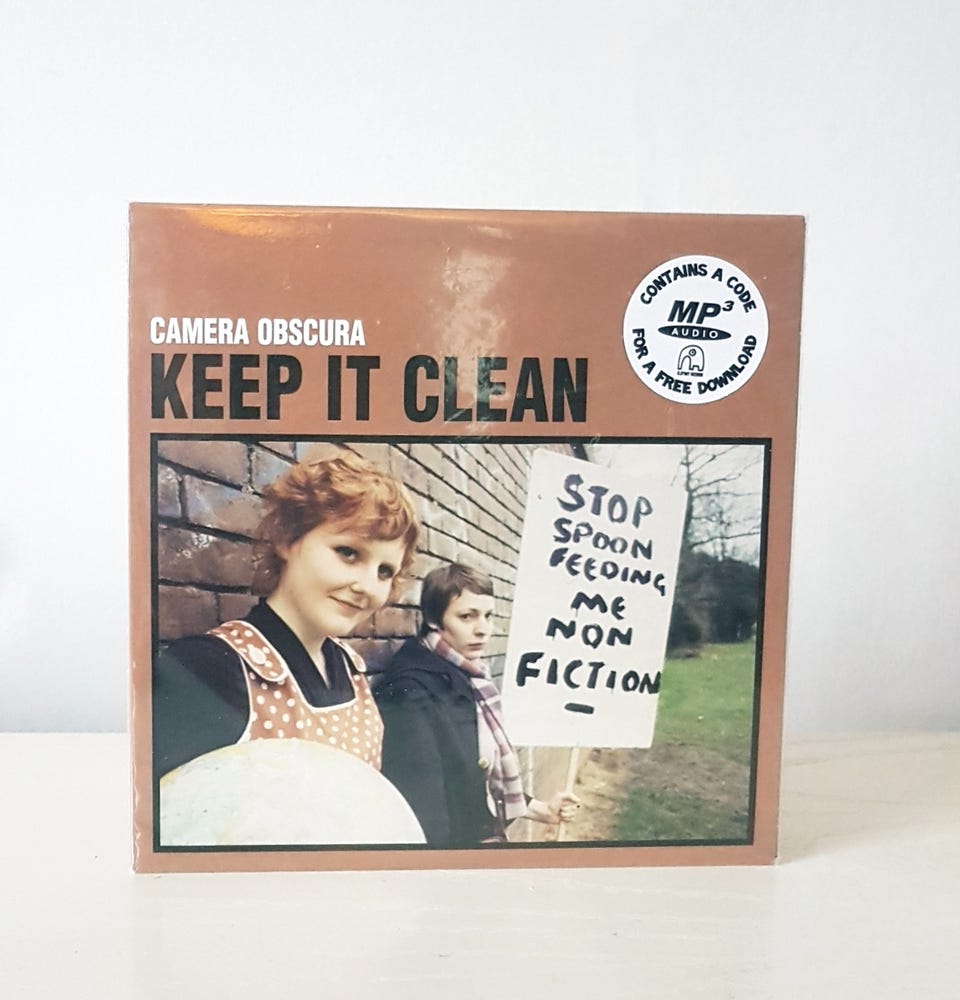 CAMERA OBSCURA
KEEP IT CLEAN
CONTAINS A CODE
MP3
AUDIO
FOR A FREE DOWNLOAD
STOP
SPOON
FEEDING
ME
NON
FICTION